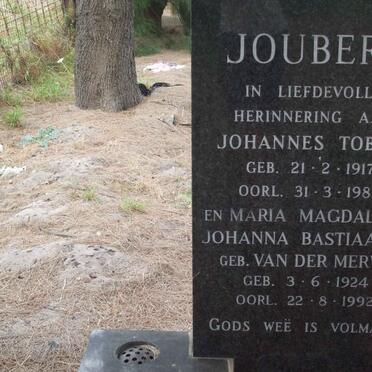 JOUBER
IN LIEFDEVOLL
HERINNERING A
JOHANNES TOB
GEB. 21·2·1917
OORL. 31·3·198
EN MARIA MAGDAL
JOHANNA BASTIAA
GEB. VAN DER MERW
GEB. 3·6·1924
OORL. 22·8·1992
GODS WEË IS VOLMA